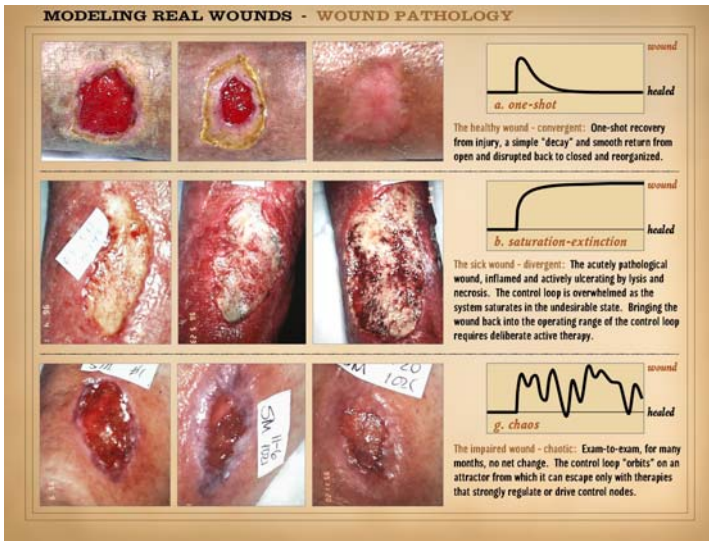 MODELING REAL WOUNDS - WOUND PATHOLOGY
wound
healed
a. one-shot
The healthy wound - convergent: One-shot recovery
from injury, a simple "decay" and smooth return from
open and disrupted back to closed and reorganized.
wound
healed
b. saturation-extinction
The sick wound - divergent: The acutely pathological
wound, inflamed and actively ulcerating by lysis and
necrosis. The control loop is overwhelmed as the
system saturates in the undesirable state. Bringing the
wound back into the operating range of the control loop
requires deliberate active therapy.
SM
1020
SM
11-6
1021
wound
healed
g. chaos
The impaired wound - chaotic: Exam-to-exam, for many
months, no net change. The control loop "orbits" on an
attractor from which it can escape only with therapies
that strongly regulate or drive control nodes.